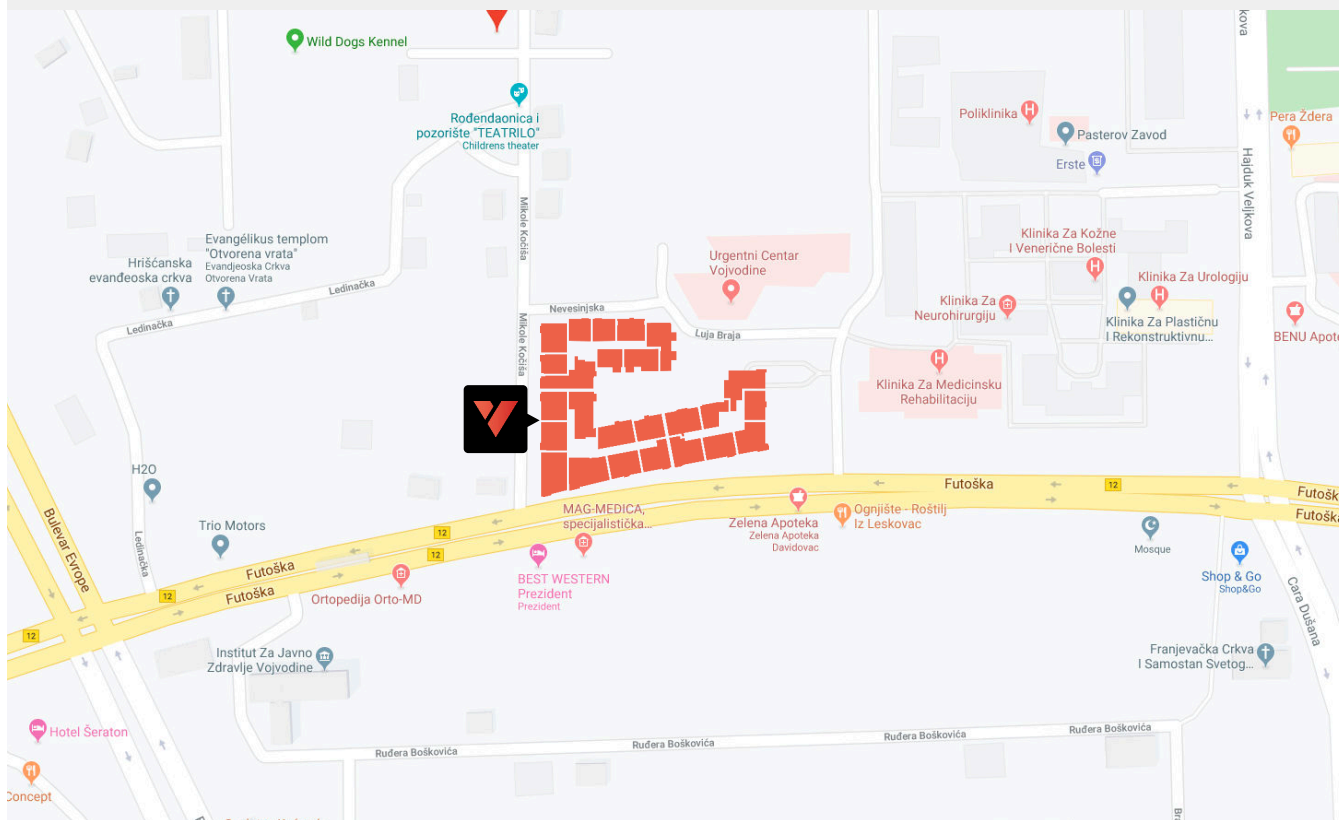 kova
Wild Dogs Kennel
Rođendaonica i
pozorište "TEATRILO"
Childrens theater
Poliklinika
Pasterov Zavod
Erste
Pera Ždera
Hajduk Veljkova
Mikole Kočiša
Evangélikus templom
"Otvorena vrata"
Evandjeoska Crkva
Otvorena Vrata
Hrišćanska
evanđeoska crkva
Ledinačka
Ledinačka
Urgentni Centar
Vojvodine
Klinika Za Kožne
I Venerične Bolesti
Klinika Za Urologiju
Klinika Za
Neurohirurgiju
Klinika Za Plastičnu
I Rekonstruktivnu...
BENU Apote
Nevesinjska
Luja Braja
Mikole Kočiša
Klinika Za Medicinsku
Rehabilitaciju
H2O
Trio Motors
Ledinačka
Bulevar Evrope
MAG-MEDICA,
specijalistička...
Zelena Apoteka
Zelena Apoteka
Davidovac
Ognjište - Roštilj
Iz Leskovac
Futoška
12
Futošk
Futoška
Mosque
Shop & Go
Shop&Go
Cara Dušana
12
12
Futoška
Futoška
12
12
BEST WESTERN
Prezident
Prezident
Ortopedija Orto-MD
Institut Za Javno
Zdravlje Vojvodine
Franjevačka Crkva
I Samostan Svetog...
Hotel Šeraton
Concept
Ruđera Boškovića
Ruđera Boškovića
Ruđera Boškovića
Ruđera Boškovića